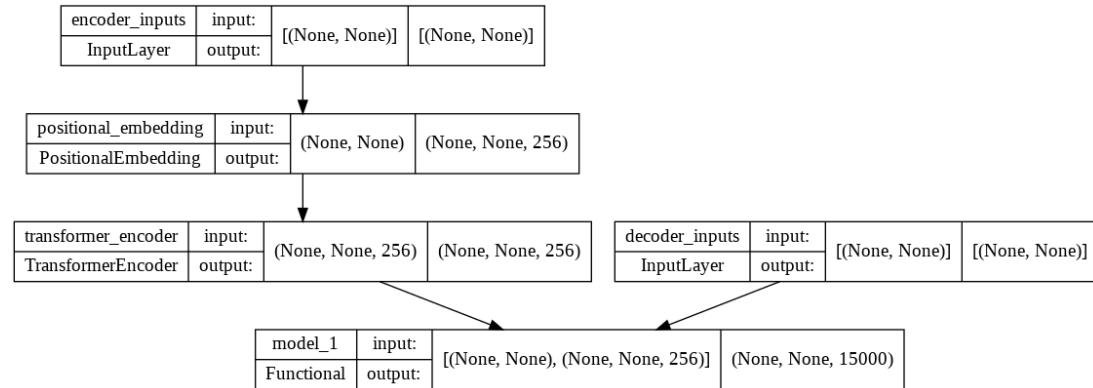 encoder_inputs input: [(None, None)] [(None, None)]
InputLayer output:
positional_embedding input: (None, None) (None, None, 256)
PositionalEmbedding output:
transformer_encoder input: (None, None, 256) (None, None, 256)
TransformerEncoder output:
decoder_inputs input: [(None, None)] [(None, None)]
InputLayer output:
model_1 input: [(None, None), (None, None, 256)] (None, None, 15000)
Functional output: